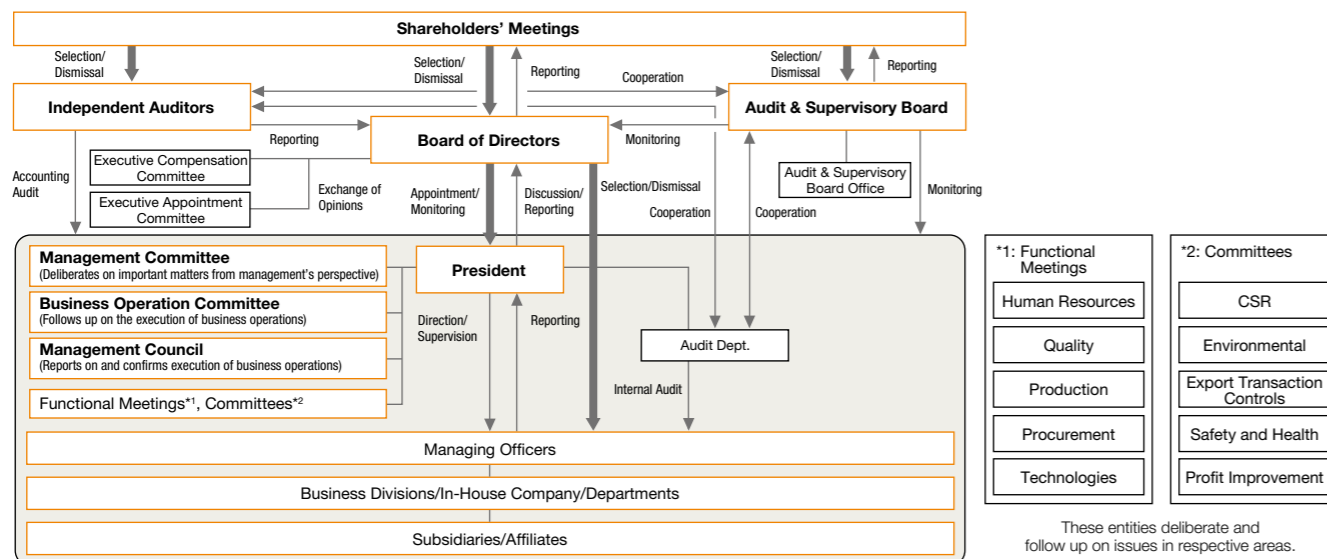 Shareholders’ Meetings
Selection/
Dismissal
Selection/
Dismissal
Reporting
Cooperation
Selection/
Dismissal
Reporting
Independent Auditors
Audit & Supervisory Board
Reporting
Board of Directors
Monitoring
Accounting
Audit
Executive Compensation
Committee
Executive Appointment
Committee
Exchange of
Opinions
Appointment/
Monitoring
Discussion/
Reporting
Selection/Dismissal
Cooperation
Cooperation
Audit & Supervisory
Board Office
Monitoring
Management Committee
(Deliberates on important matters from management’s perspective)
Business Operation Committee
(Follows up on the execution of business operations)
Management Council
(Reports on and confirms execution of business operations)
Functional Meetings*1, Committees*2
President
Direction/
Supervision
Reporting
Audit Dept.
Internal Audit
Managing Officers
Business Divisions/In-House Company/Departments
Subsidiaries/Affiliates
*1: Functional
Meetings
Human Resources
Quality
Production
Procurement
Technologies
*2: Committees
CSR
Environmental
Export Transaction
Controls
Safety and Health
Profit Improvement
These entities deliberate and
follow up on issues in respective areas.